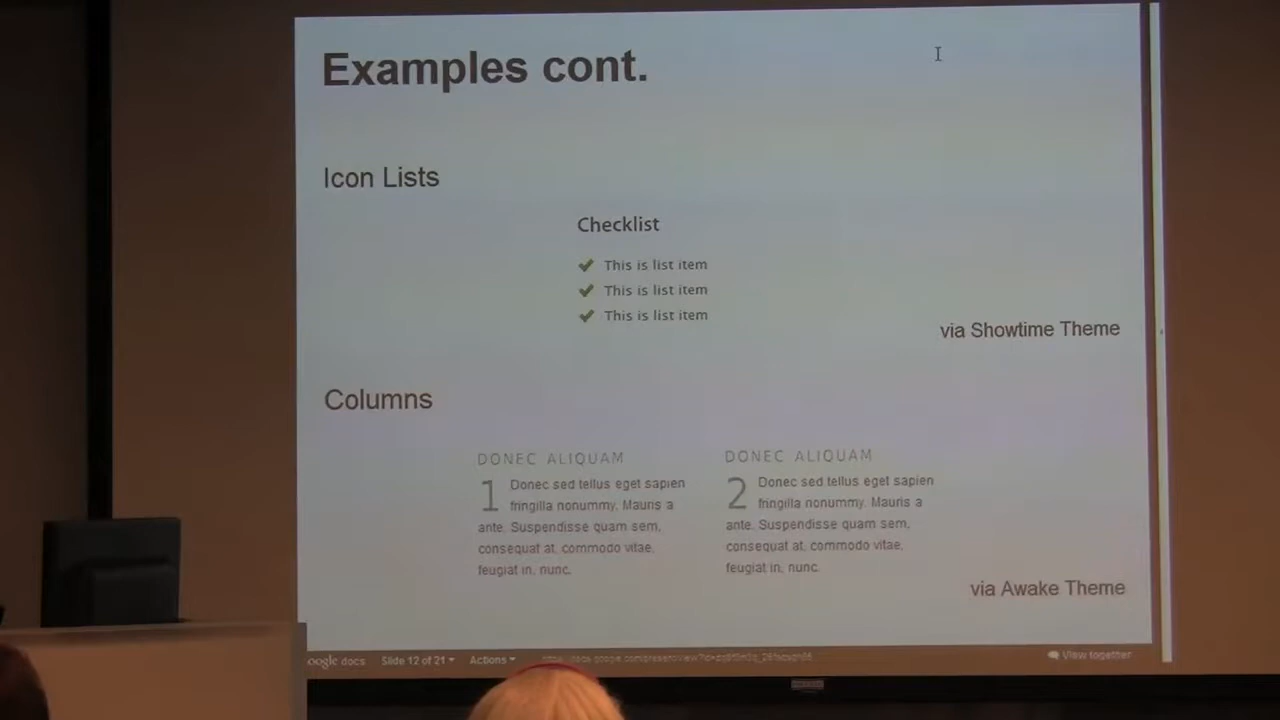 Examples cont.
Icon Lists
Checklist
This is list item
This is list item
This is list item
via Showtime Theme
Columns
DONEC ALIQUAM
1 Donec sed tellus eget sapien
fringilla nonummy. Mauris a
ante. Suspendisse quam sem,
consequat at, commodo vitae,
feugiat in, nunc.
DONEC ALIQUAM
2 Donec sed tellus eget sapien
fringilla nonummy. Mauris a
ante. Suspendisse quam sem,
consequat at, commodo vitae,
feugiat in, nunc.
via Awake Theme
oogle docs Slide 12 of 21 Actions View together